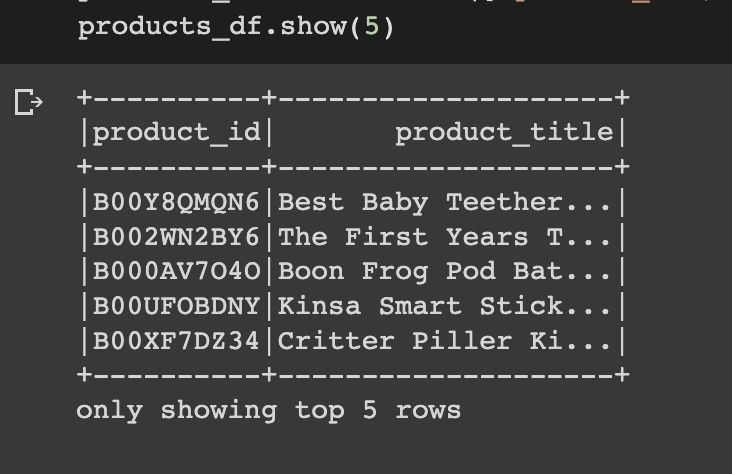 products_df.show(5)
+----------+--------------------+
|product_id|       product_title|
+----------+--------------------+
|B00Y8QMQN6|Best Baby Teether...|
|B002WN2BY6|The First Years T...|
|B000AV7O4O|Boon Frog Pod Bat...|
|B00UFOBDNY|Kinsa Smart Stick...|
|B00XF7DZ34|Critter Piller Ki...|
+----------+--------------------+
only showing top 5 rows